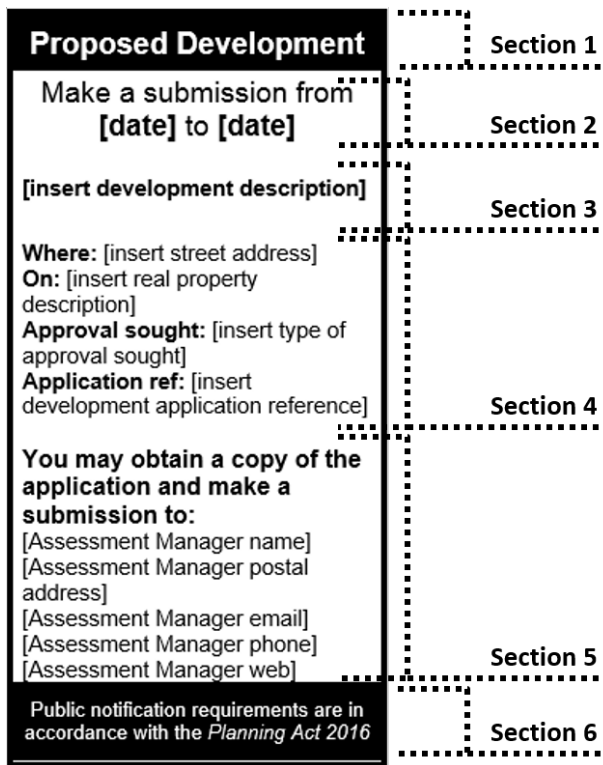 Proposed Development
Section 1
Make a submission from
[date] to [date]
Section 2
[insert development description]
Section 3
Where: [insert street address]
On: [insert real property
description]
Approval sought: [insert type of
approval sought]
Application ref: [insert
development application reference]
Section 4
You may obtain a copy of the
application and make a
submission to:
[Assessment Manager name]
[Assessment Manager postal
address]
[Assessment Manager email]
[Assessment Manager phone]
[Assessment Manager web]
Section 5
Public notification requirements are in
accordance with the Planning Act 2016
Section 6